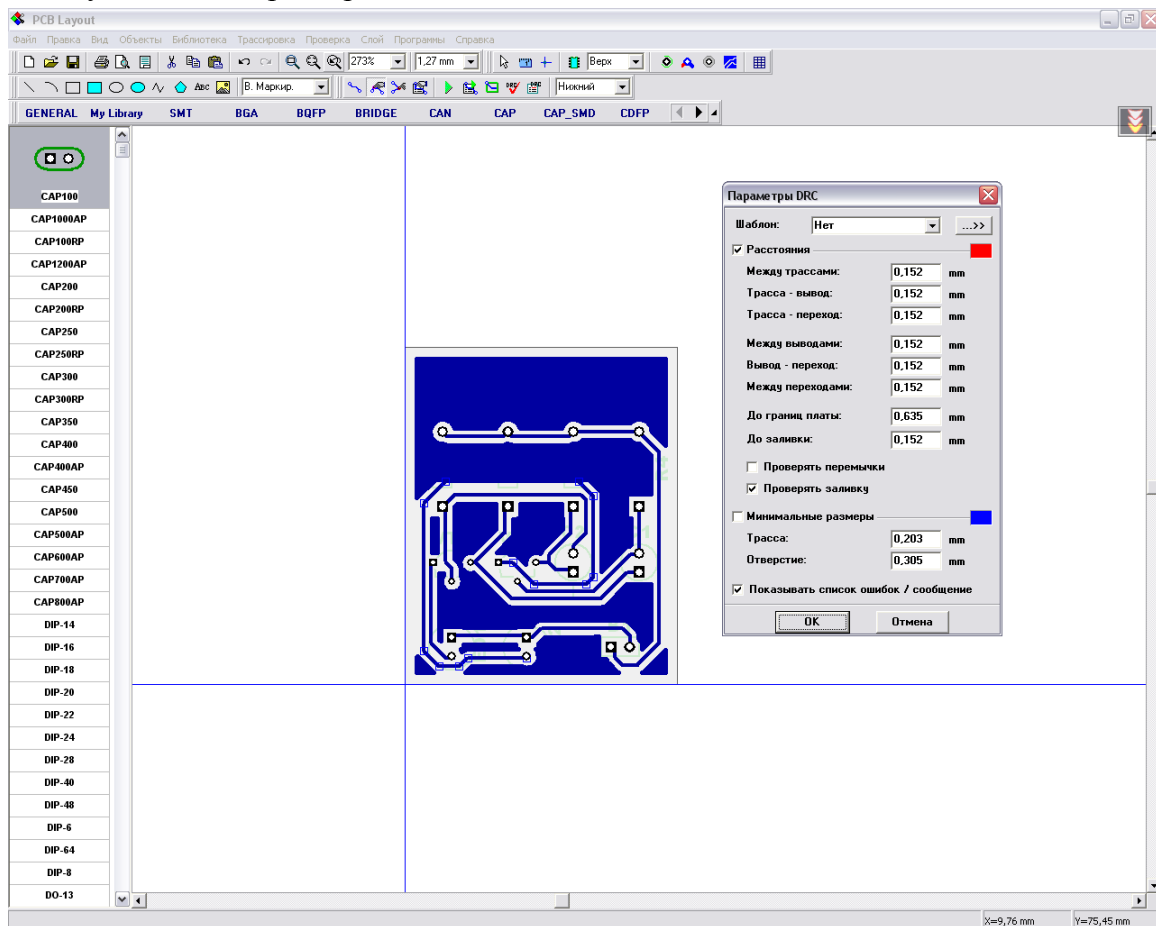 PCB Layout
Файл Правка Вид Объекты Библиотека Трассировка Проверка Слой Программы Справка
273% 1,27 mm Верх
Abc В. Маркир. DRC Нижний
GENERAL My Library SMT BGA BQFP BRIDGE CAN CAP CAP_SMD CDFP
CAP100
CAP1000AP
CAP100RP
CAP1200AP
CAP200
CAP200RP
CAP250
CAP250RP
CAP300
CAP300RP
CAP350
CAP400
CAP400AP
CAP450
CAP500
CAP500AP
CAP600AP
CAP700AP
CAP800AP
DIP-14
DIP-16
DIP-18
DIP-20
DIP-22
DIP-24
DIP-28
DIP-40
DIP-48
DIP-6
DIP-64
DIP-8
DO-13
Параметры DRC
Шаблон: Нет ...>>
Расстояния
Между трассами: 0,152 mm
Трасса - вывод: 0,152 mm
Трасса - переход: 0,152 mm
Между выводами: 0,152 mm
Вывод - переход: 0,152 mm
Между переходами: 0,152 mm
До границ платы: 0,635 mm
До заливки: 0,152 mm
Проверять перемычки
Проверять заливку
Минимальные размеры
Трасса: 0,203 mm
Отверстие: 0,305 mm
Показывать список ошибок / сообщение
OK Отмена
X=9,76 mm Y=75,45 mm